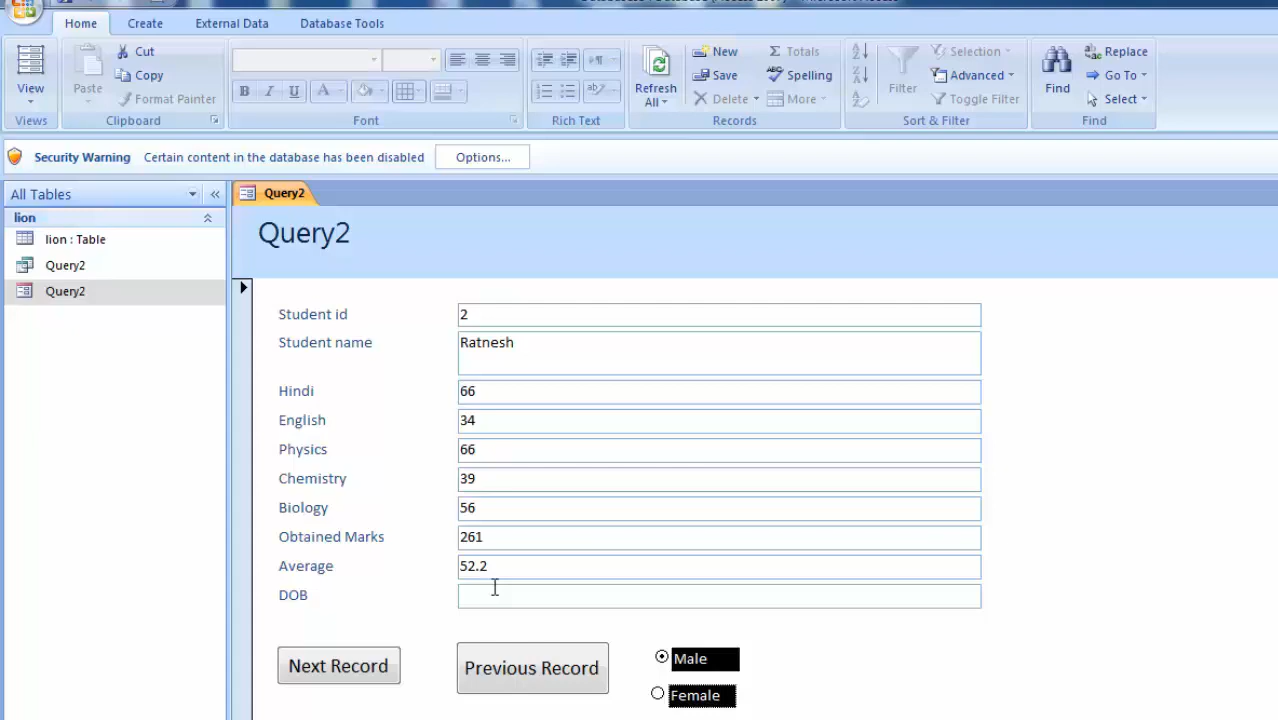 Home Create External Data Database Tools
View Views
Paste Cut Copy Format Painter Clipboard
B I U A Font
Rich Text
Refresh All New Save Delete Totals Spelling More Records
Filter Selection Advanced Toggle Filter Sort & Filter
Find Replace Go To Select Find
Security Warning Certain content in the database has been disabled Options...
All Tables
lion
lion : Table
Query2
Query2
Query2
Query2
Student id 2
Student name Ratnesh
Hindi 66
English 34
Physics 66
Chemistry 39
Biology 56
Obtained Marks 261
Average 52.2
DOB
Next Record Previous Record Male
Female